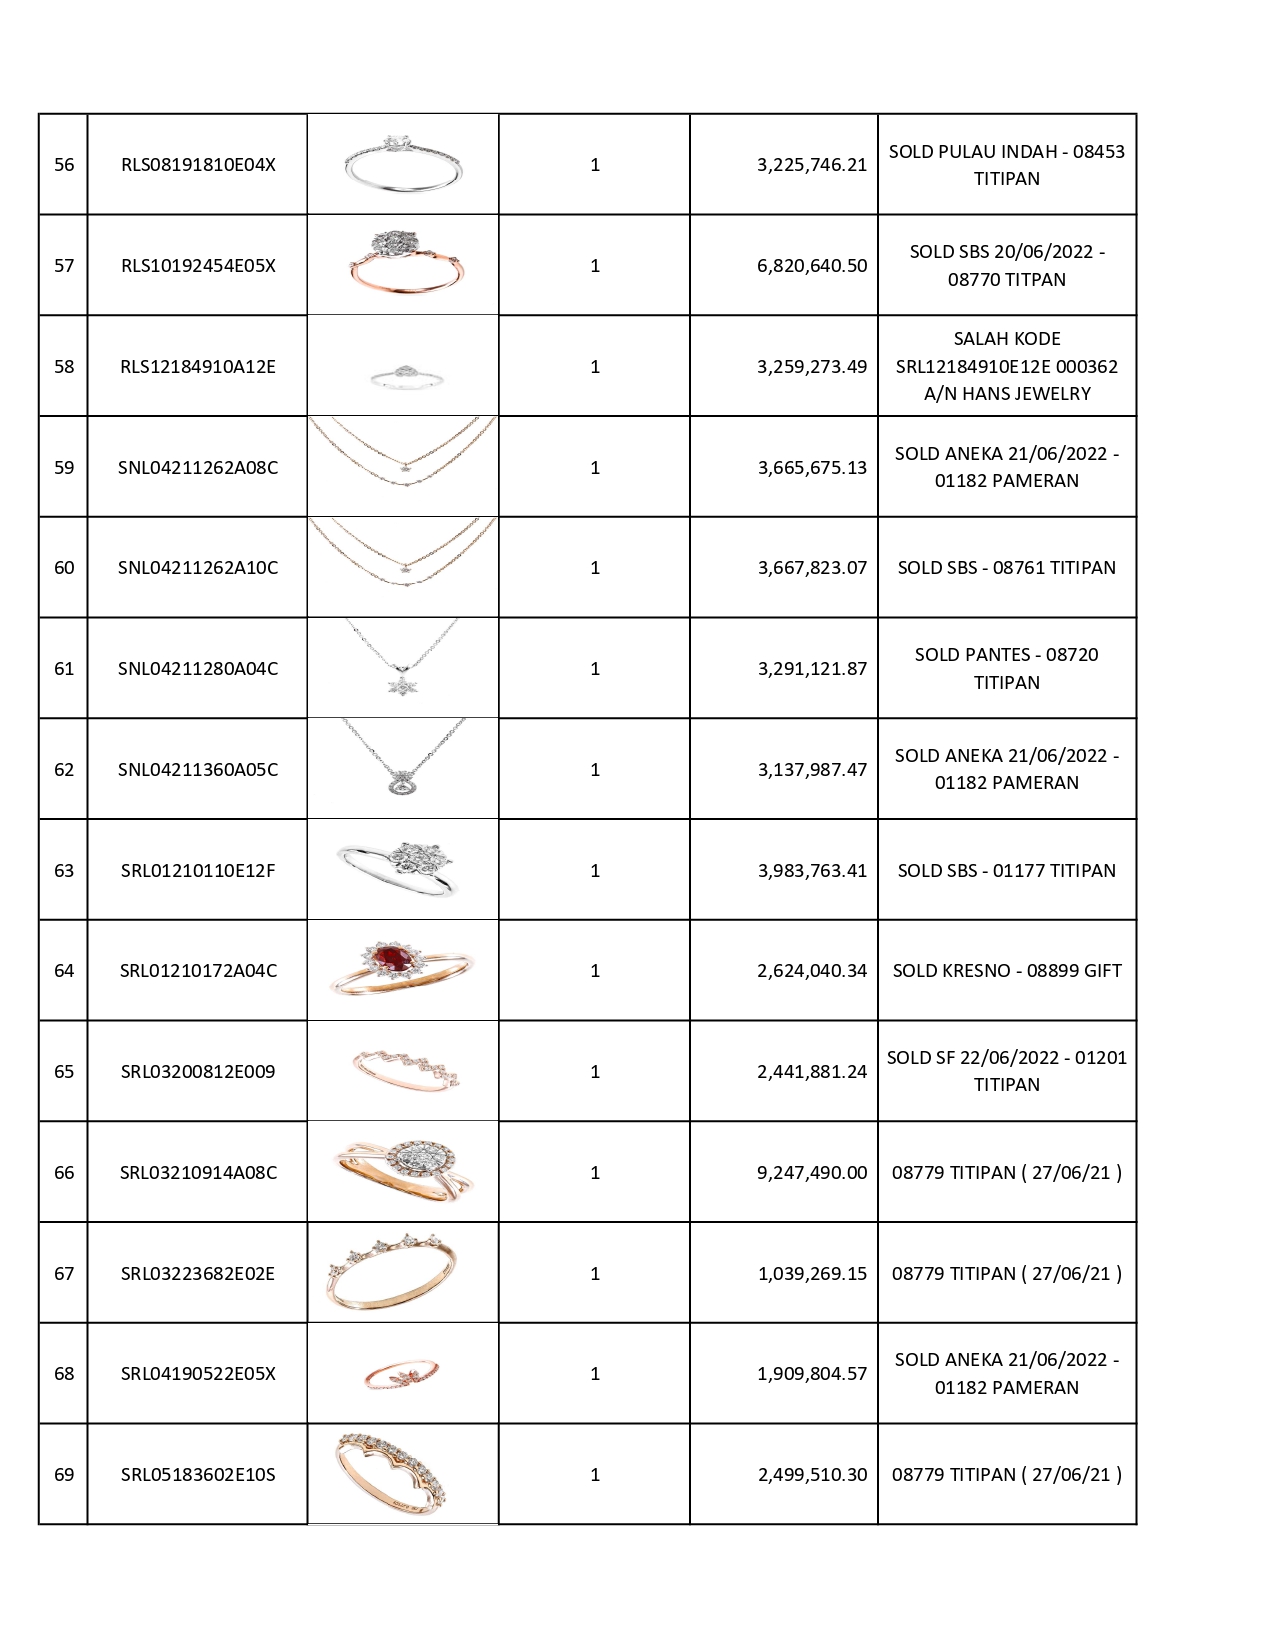 56 RLS08191810E04X 1 3,225,746.21 SOLD PULAU INDAH - 08453
TITIPAN
57 RLS10192454E05X 1 6,820,640.50 SOLD SBS 20/06/2022 -
08770 TITPAN
58 RLS12184910A12E 1 3,259,273.49 SALAH KODE
SRL12184910E12E 000362
A/N HANS JEWELRY
59 SNL04211262A08C 1 3,665,675.13 SOLD ANEKA 21/06/2022 -
01182 PAMERAN
60 SNL04211262A10C 1 3,667,823.07 SOLD SBS - 08761 TITIPAN
61 SNL04211280A04C 1 3,291,121.87 SOLD PANTES - 08720
TITIPAN
62 SNL04211360A05C 1 3,137,987.47 SOLD ANEKA 21/06/2022 -
01182 PAMERAN
63 SRL01210110E12F 1 3,983,763.41 SOLD SBS - 01177 TITIPAN
64 SRL01210172A04C 1 2,624,040.34 SOLD KRESNO - 08899 GIFT
65 SRL03200812E009 1 2,441,881.24 SOLD SF 22/06/2022 - 01201
TITIPAN
66 SRL03210914A08C 1 9,247,490.00 08779 TITIPAN ( 27/06/21 )
67 SRL03223682E02E 1 1,039,269.15 08779 TITIPAN ( 27/06/21 )
68 SRL04190522E05X 1 1,909,804.57 SOLD ANEKA 21/06/2022 -
01182 PAMERAN
69 SRL05183602E10S 1 2,499,510.30 08779 TITIPAN ( 27/06/21 )